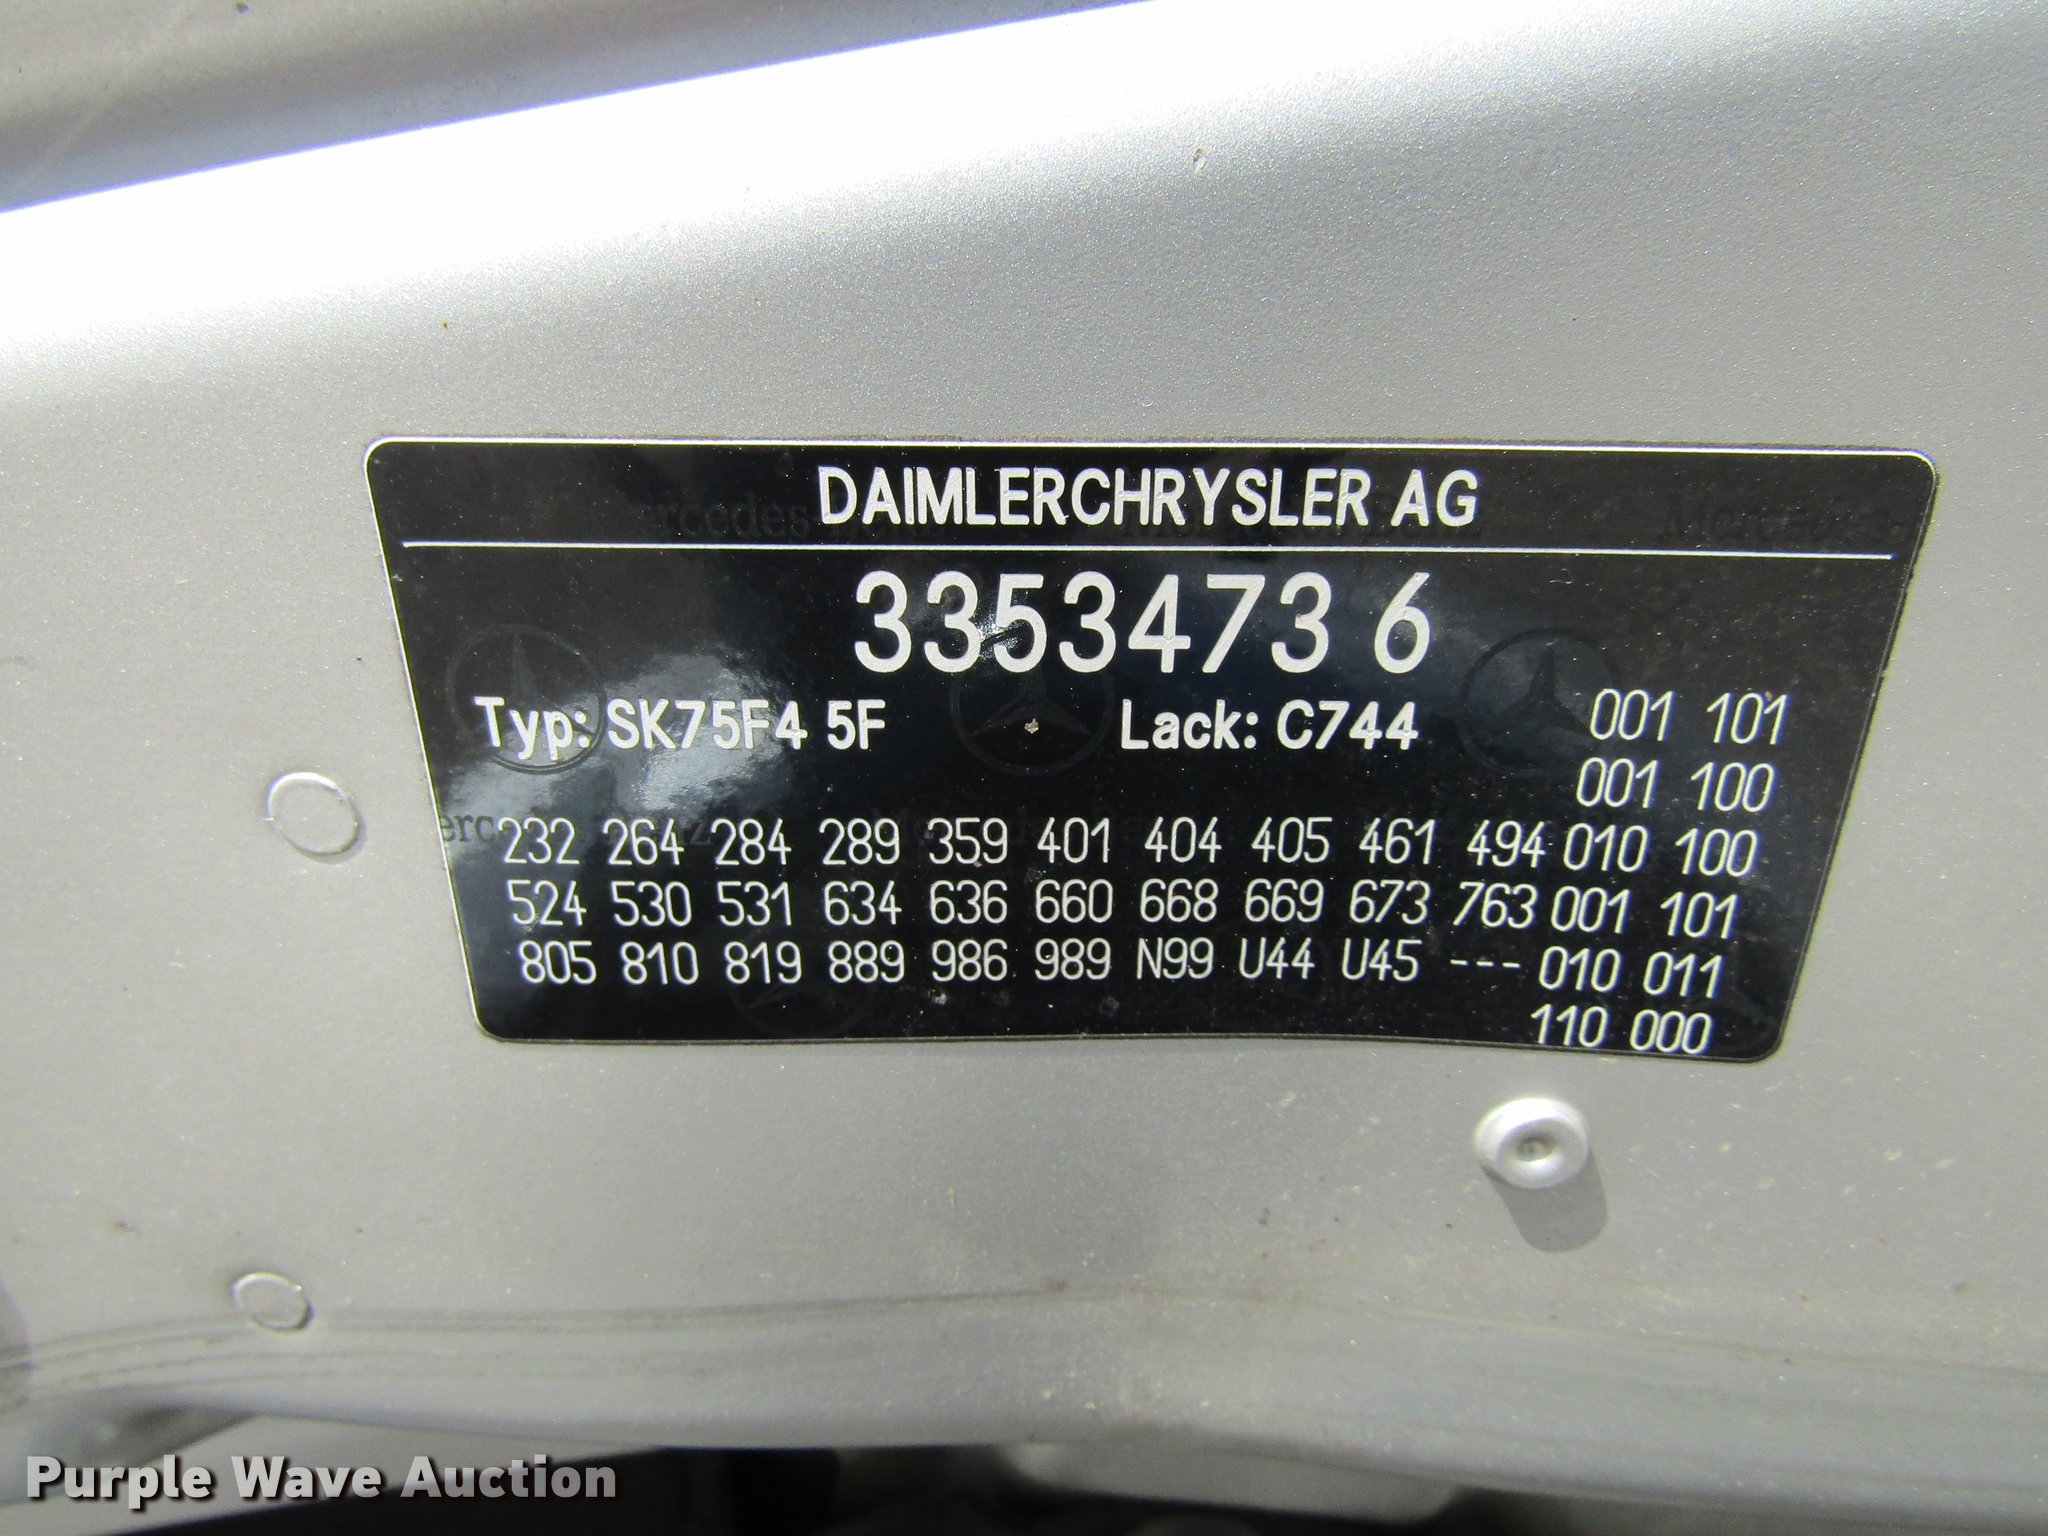 DAIMLERCHRYSLER AG
3353473 6
Typ: SK75F4 5F Lack: C744 001 101
001 100
232 264 284 289 359 401 404 405 461 494 010 100
524 530 531 634 636 660 668 669 673 763 001 101
805 810 819 889 986 989 N99 U44 U45 --- 010 011
110 000
Purple Wave Auction